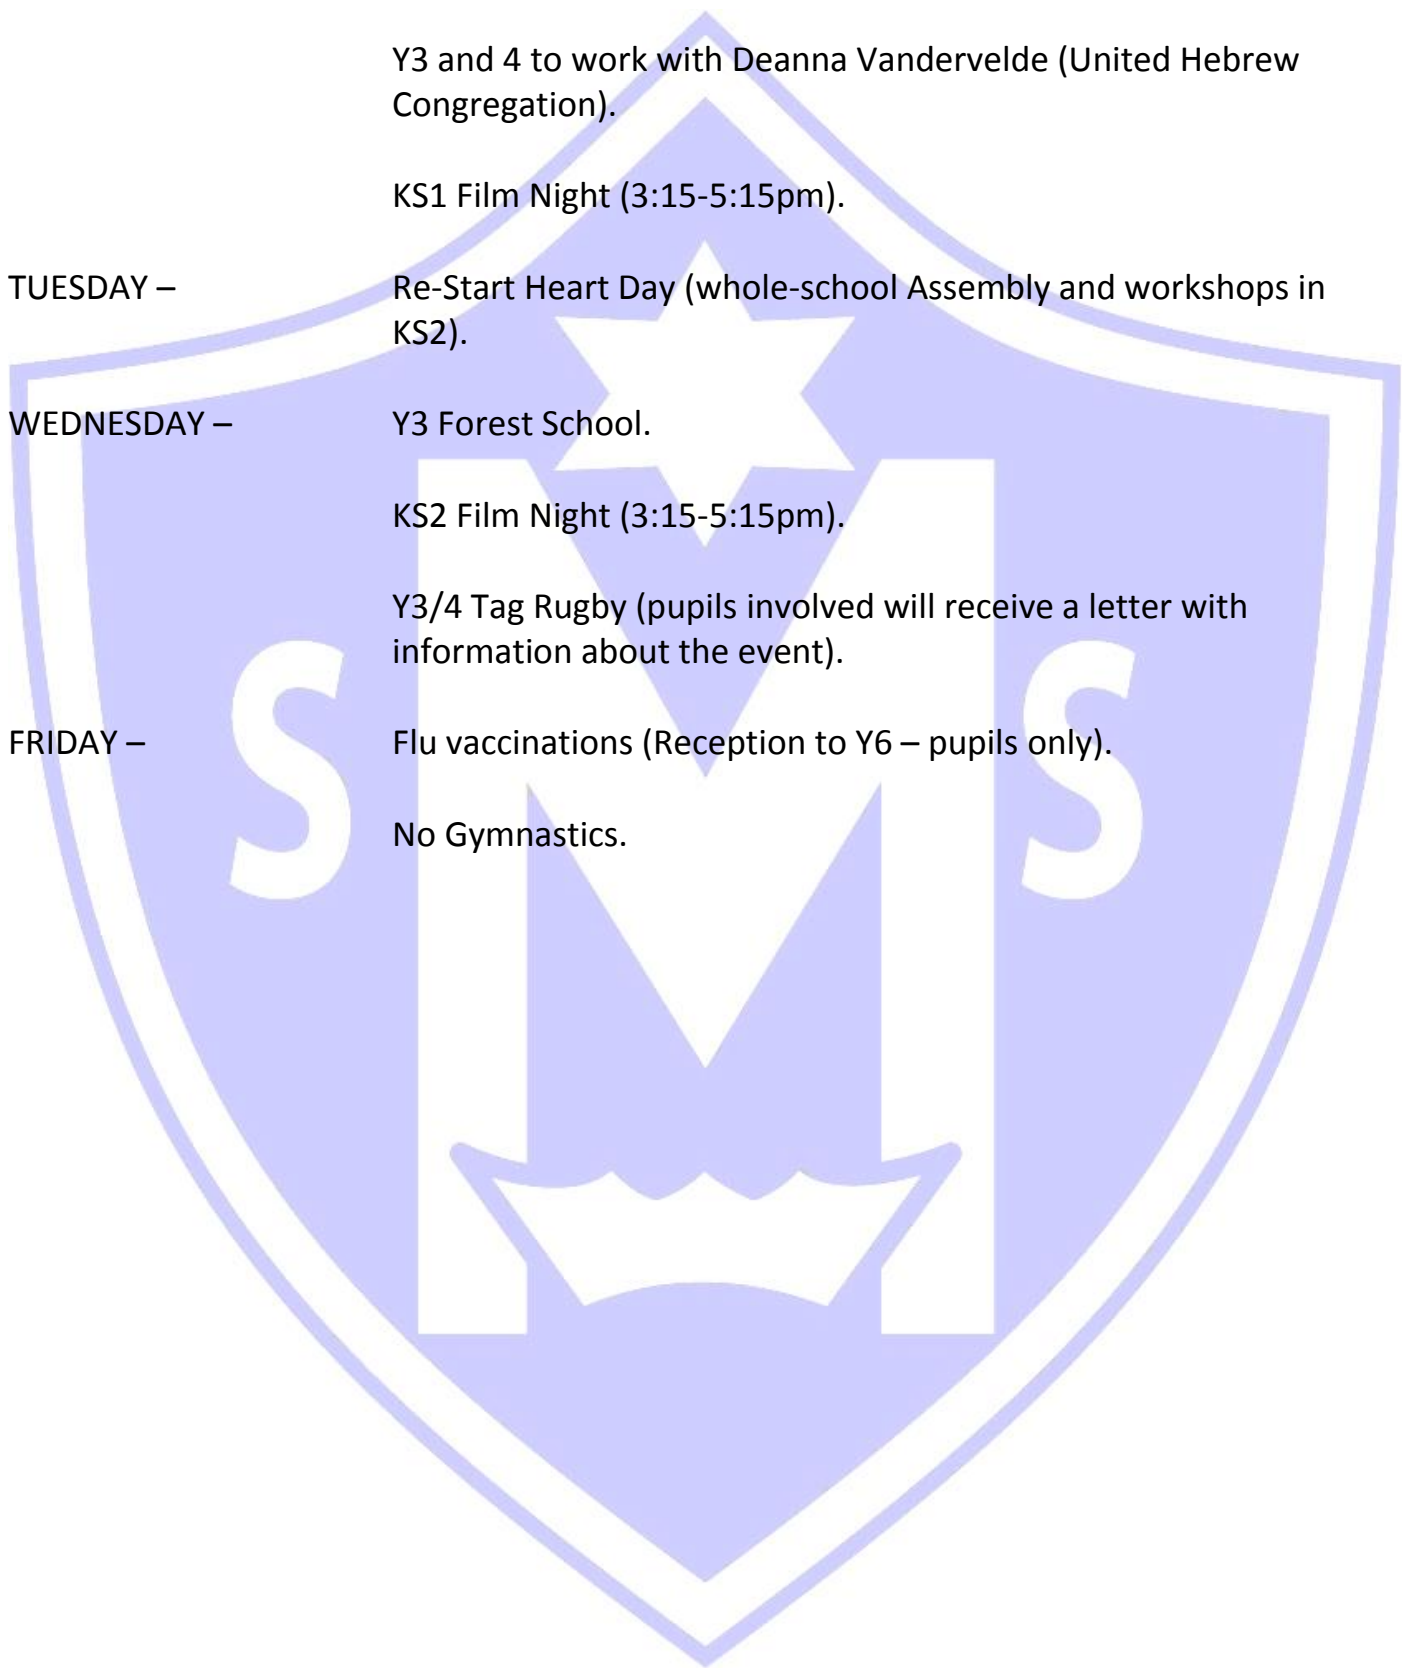 Y3 and 4 to work with Deanna Vandervelde (United Hebrew
Congregation).
KS1 Film Night (3:15-5:15pm).
TUESDAY – Re-Start Heart Day (whole-school Assembly and workshops in
KS2).
WEDNESDAY – Y3 Forest School.
KS2 Film Night (3:15-5:15pm).
Y3/4 Tag Rugby (pupils involved will receive a letter with
information about the event).
FRIDAY – Flu vaccinations (Reception to Y6 – pupils only).
No Gymnastics.
S M S